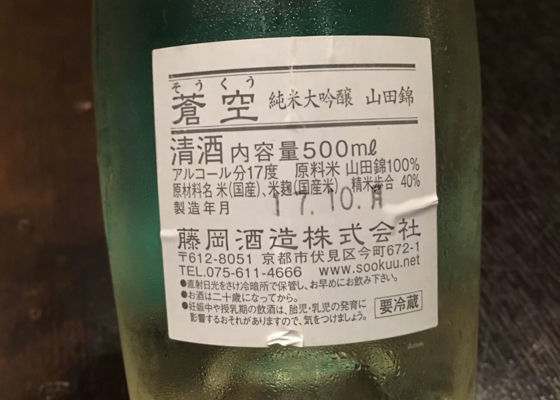 そうくう
蒼空 純米大吟醸 山田錦
清酒 内容量500mℓ
アルコール分17度 原料米 山田錦100%
原材料名 米(国産)、米麹(国産米) 精米歩合 40%
製造年月 17.10.月
藤岡酒造株式会社
〒612-8051 京都市伏見区今町672-1
TEL.075-611-4666 www.sookuu.net
●直射日光をさけ冷暗所で保管し、お早めにお飲み下さい。
●お酒は二十歳になってから。
●妊娠中や授乳期の飲酒は、胎児・乳児の発育に
影響するおそれがありますので、気をつけましょう。 要冷蔵